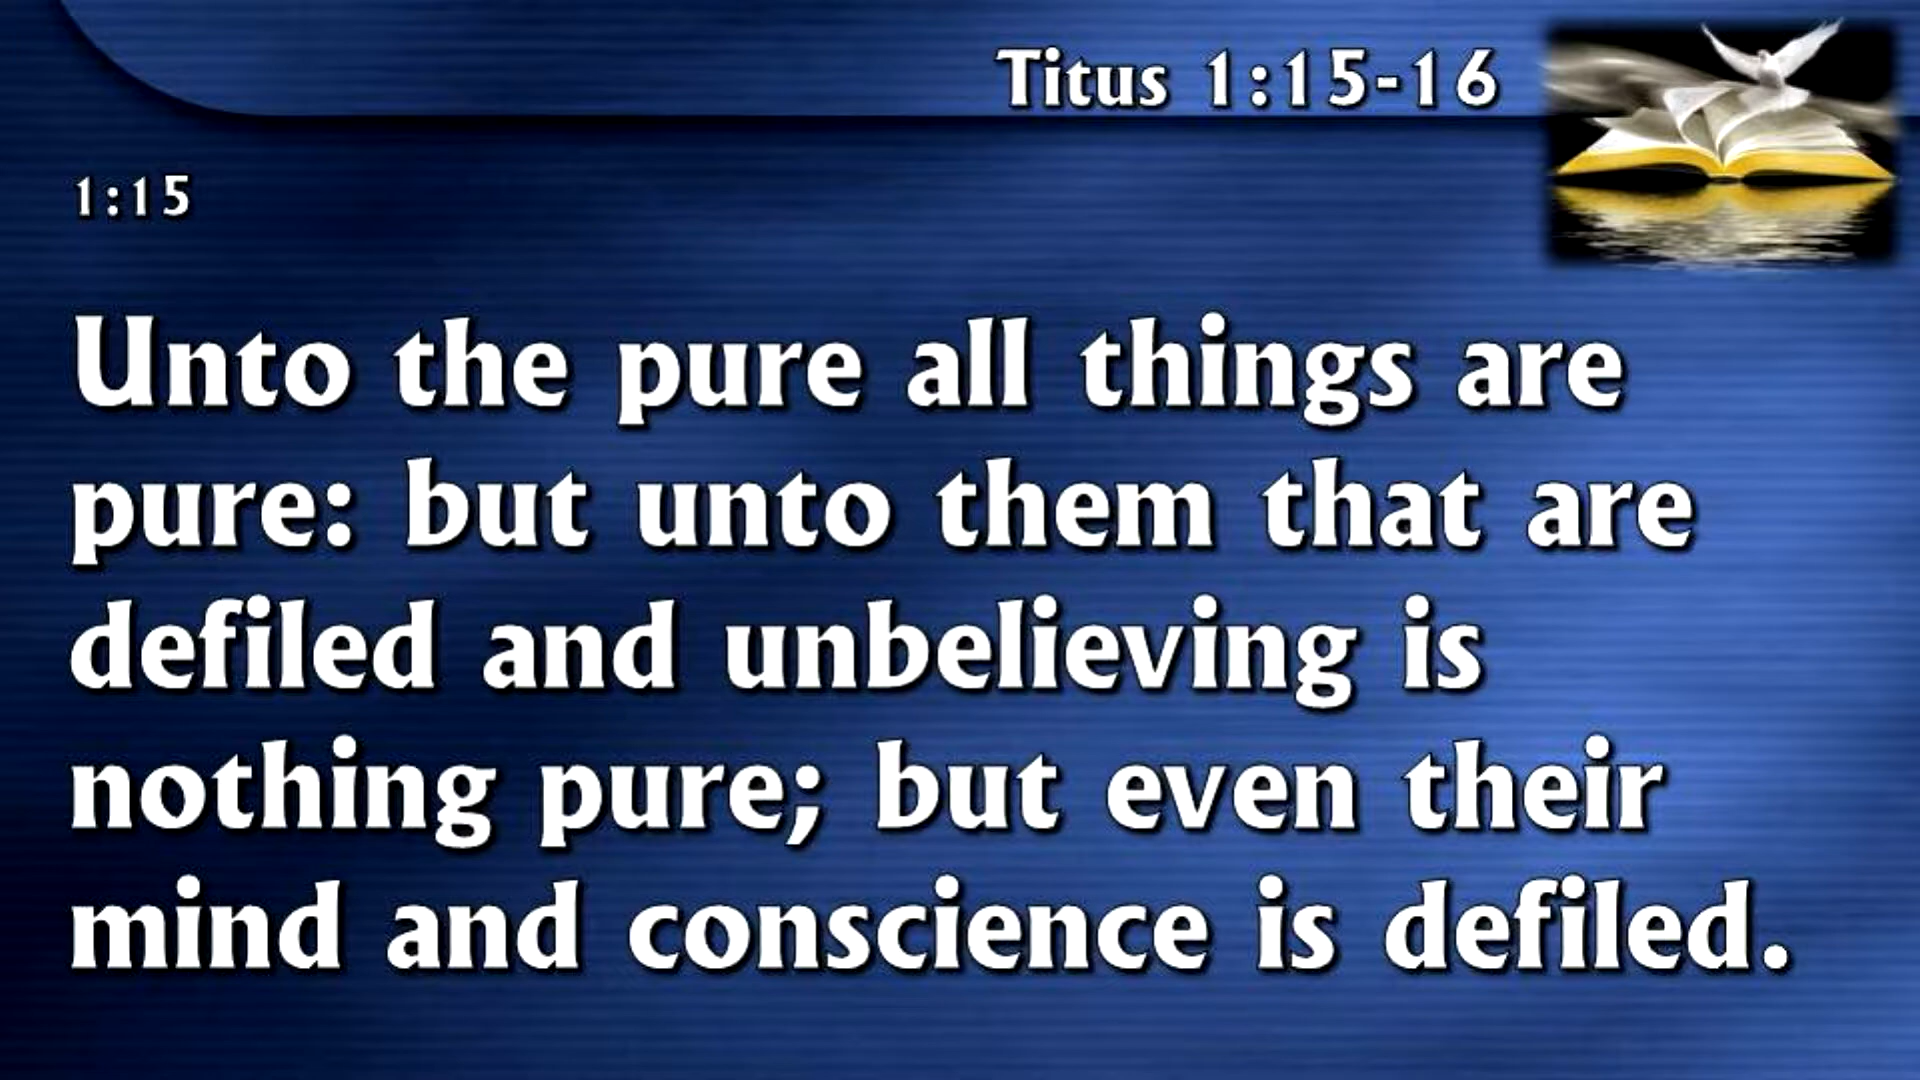 Titus 1:15-16
1:15
Unto the pure all things are
pure: but unto them that are
defiled and unbelieving is
nothing pure; but even their
mind and conscience is defiled.